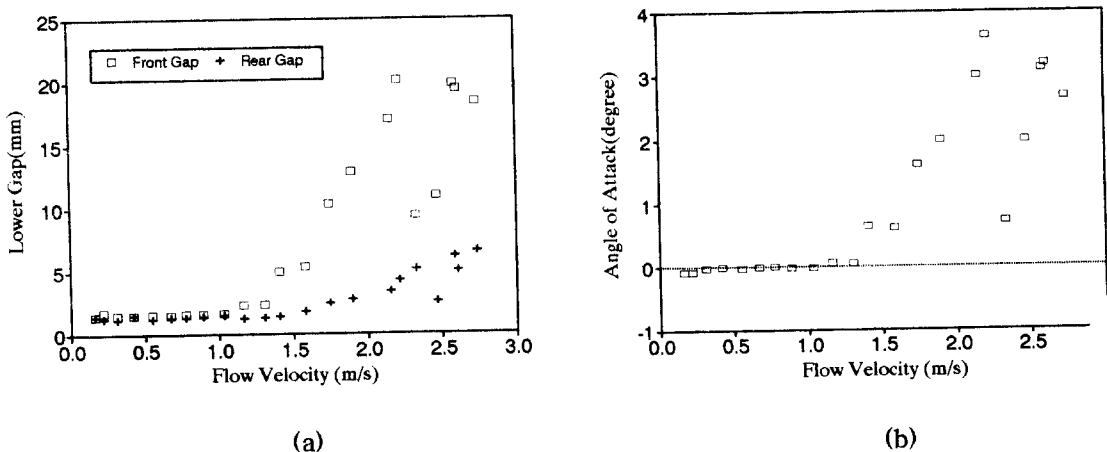 25
20
15
10
5
0
Lower Gap(mm)
Front Gap
Rear Gap
0.0 0.5 1.0 1.5 2.0 2.5 3.0
Flow Velocity (m/s)
(a)
4
3
2
1
0
-1
Angle of Attack(degree)
0.0 0.5 1.0 1.5 2.0 2.5
Flow Velocity (m/s)
(b)